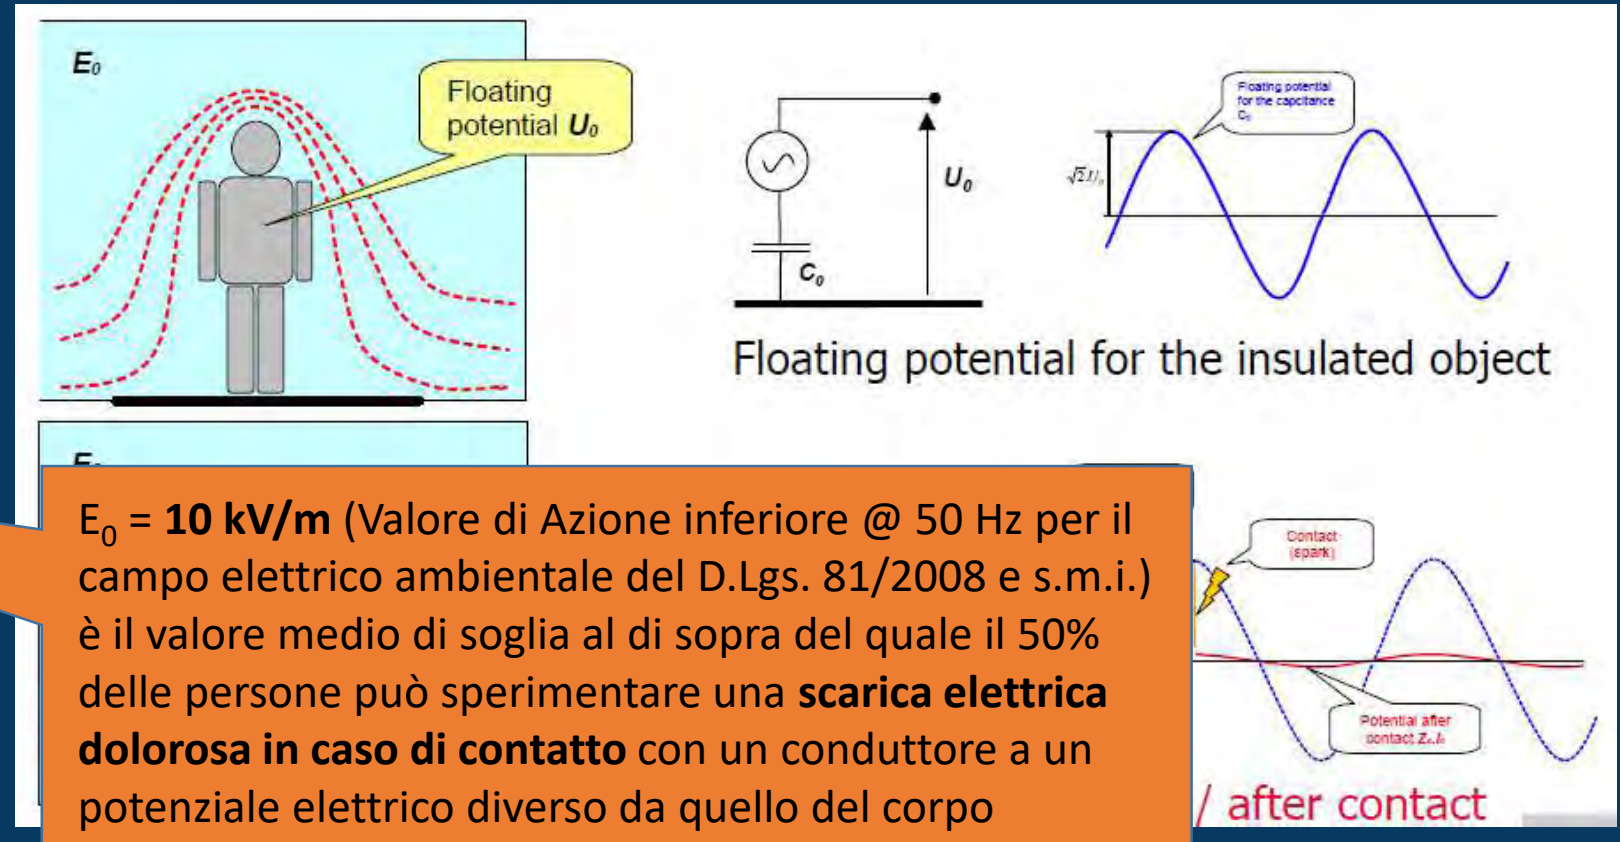 E₀
Floating
potential U₀
U₀
C₀
Floating potential
for the capcitance
C₀
√2.U₀
Floating potential for the insulated object
E₀ = 10 kV/m (Valore di Azione inferiore @ 50 Hz per il
campo elettrico ambientale del D.Lgs. 81/2008 e s.m.i.)
è il valore medio di soglia al di sopra del quale il 50%
delle persone può sperimentare una scarica elettrica
dolorosa in caso di contatto con un conduttore a un
potenziale elettrico diverso da quello del corpo
Contact
(spark)
Potential after
contact
/ after contact